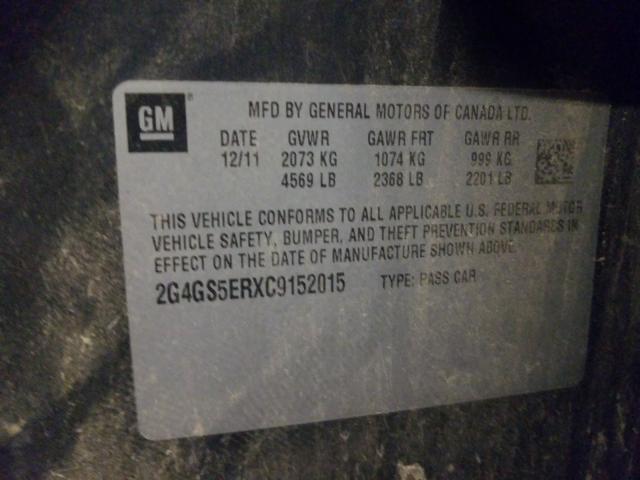 GM
MFD BY GENERAL MOTORS OF CANADA LTD.
DATE GVWR GAWR FRT GAWR RR
12/11 2073 KG 1074 KG 999 KG
4569 LB 2368 LB 2201 LB
THIS VEHICLE CONFORMS TO ALL APPLICABLE U.S. FEDERAL MOTOR
VEHICLE SAFETY, BUMPER, AND THEFT PREVENTION STANDARDS IN
EFFECT ON THE DATE OF MANUFACTURE SHOWN ABOVE.
2G4GS5ERXC9152015 TYPE: PASS CAR